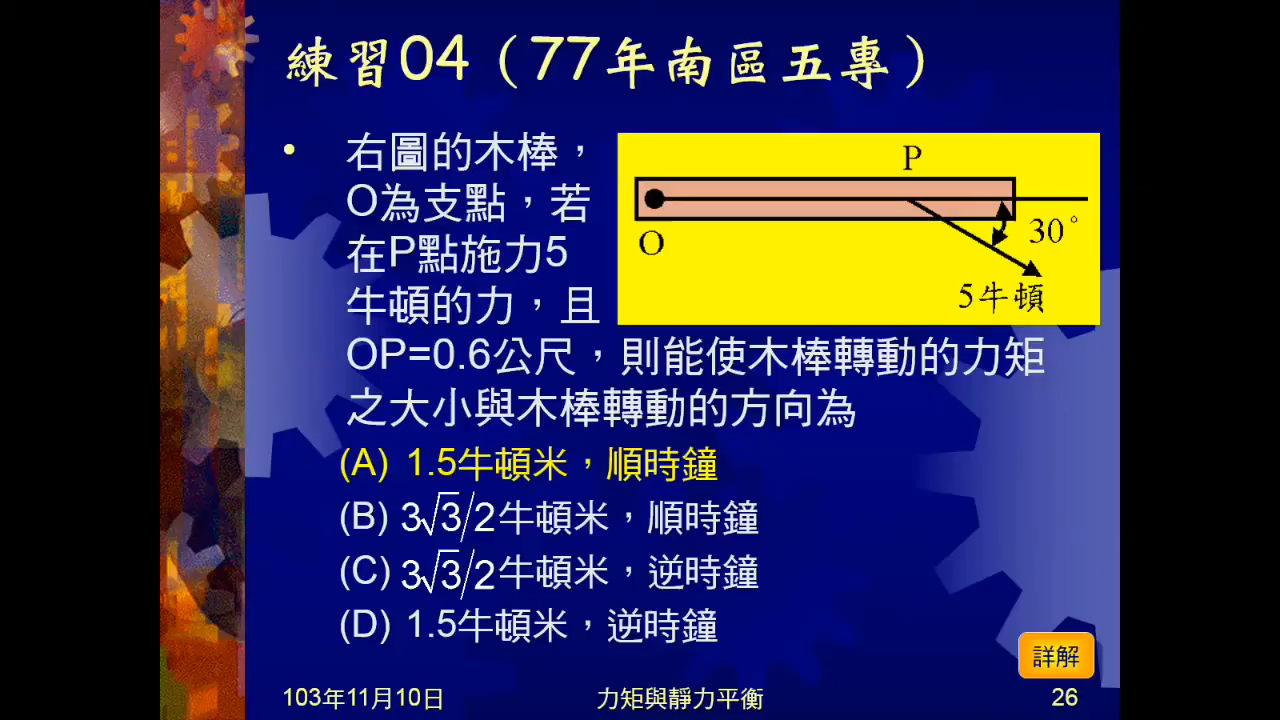 練習04（77年南區五專）
• 右圖的木棒，
O為支點，若
在P點施力5
牛頓的力，且
OP=0.6公尺，則能使木棒轉動的力矩
之大小與木棒轉動的方向為
P
O
30°
5牛頓
(A) 1.5牛頓米，順時鐘
(B) 3√3/2牛頓米，順時鐘
(C) 3√3/2牛頓米，逆時鐘
(D) 1.5牛頓米，逆時鐘
詳解
103年11月10日
力矩與靜力平衡
26